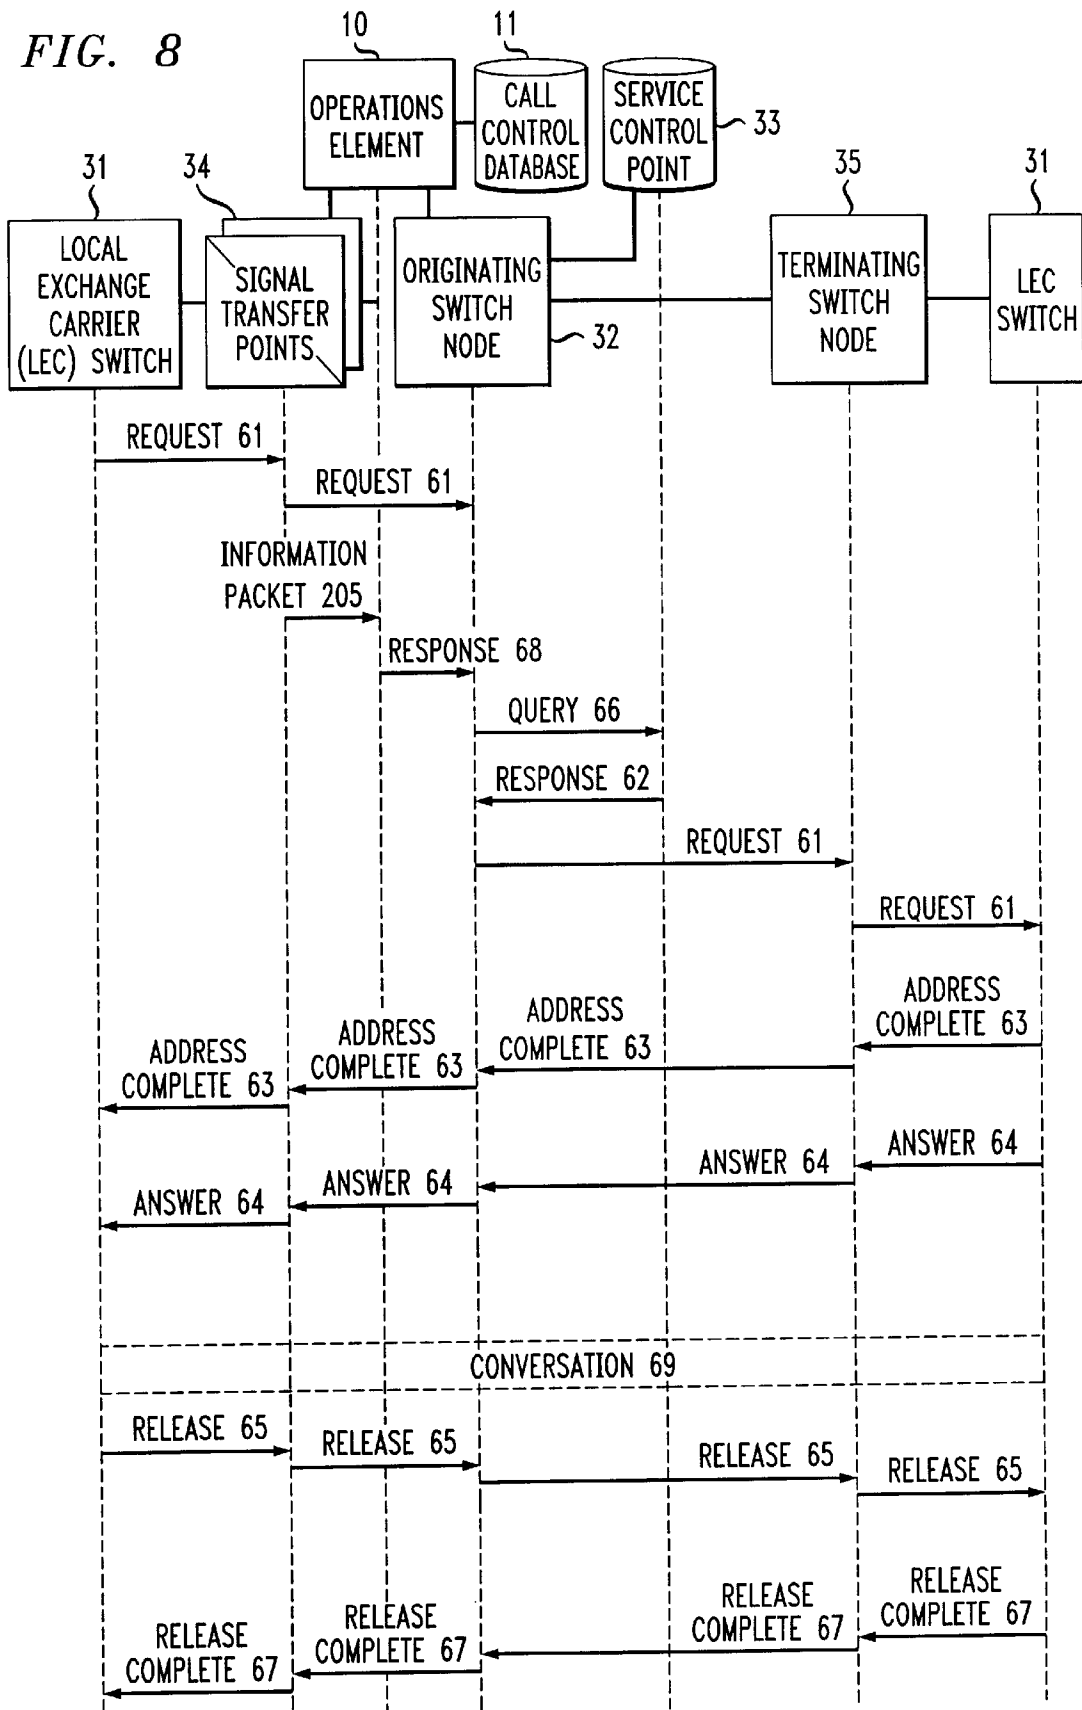 FIG. 8
10
11
OPERATIONS
ELEMENT
CALL
CONTROL
DATABASE
SERVICE
CONTROL
POINT
33
31
34
35
31
LOCAL
EXCHANGE
CARRIER
(LEC) SWITCH
SIGNAL
TRANSFER
POINTS
ORIGINATING
SWITCH
NODE
32
TERMINATING
SWITCH
NODE
LEC
SWITCH
REQUEST 61
REQUEST 61
INFORMATION
PACKET 205
RESPONSE 68
QUERY 66
RESPONSE 62
REQUEST 61
REQUEST 61
ADDRESS
COMPLETE 63
ADDRESS
COMPLETE 63
ADDRESS
COMPLETE 63
ADDRESS
COMPLETE 63
ANSWER 64
ANSWER 64
ANSWER 64
ANSWER 64
CONVERSATION 69
RELEASE 65
RELEASE 65
RELEASE 65
RELEASE 65
RELEASE
COMPLETE 67
RELEASE
COMPLETE 67
RELEASE
COMPLETE 67
RELEASE
COMPLETE 67